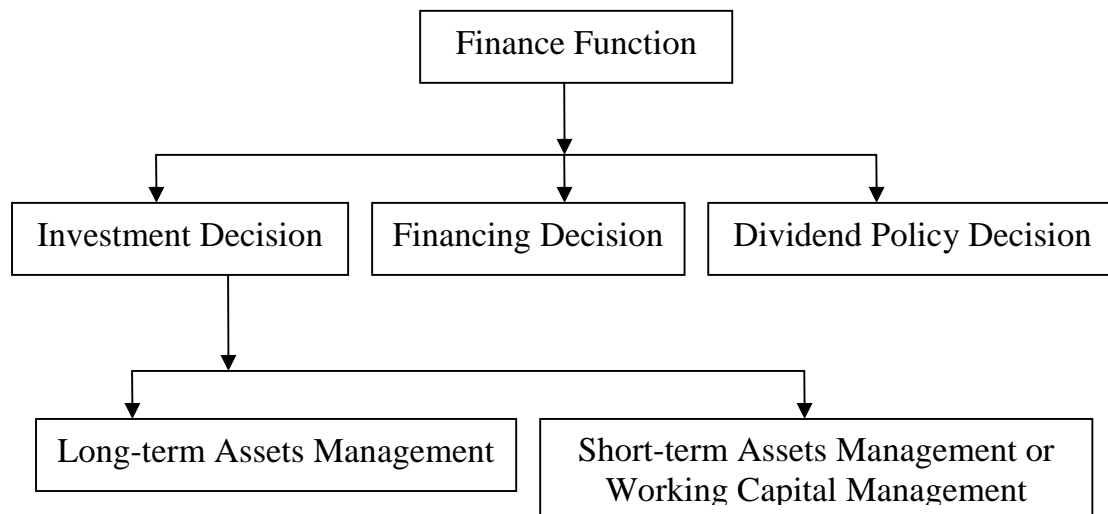 Finance Function
Investment Decision
Financing Decision
Dividend Policy Decision
Long-term Assets Management
Short-term Assets Management or
Working Capital Management